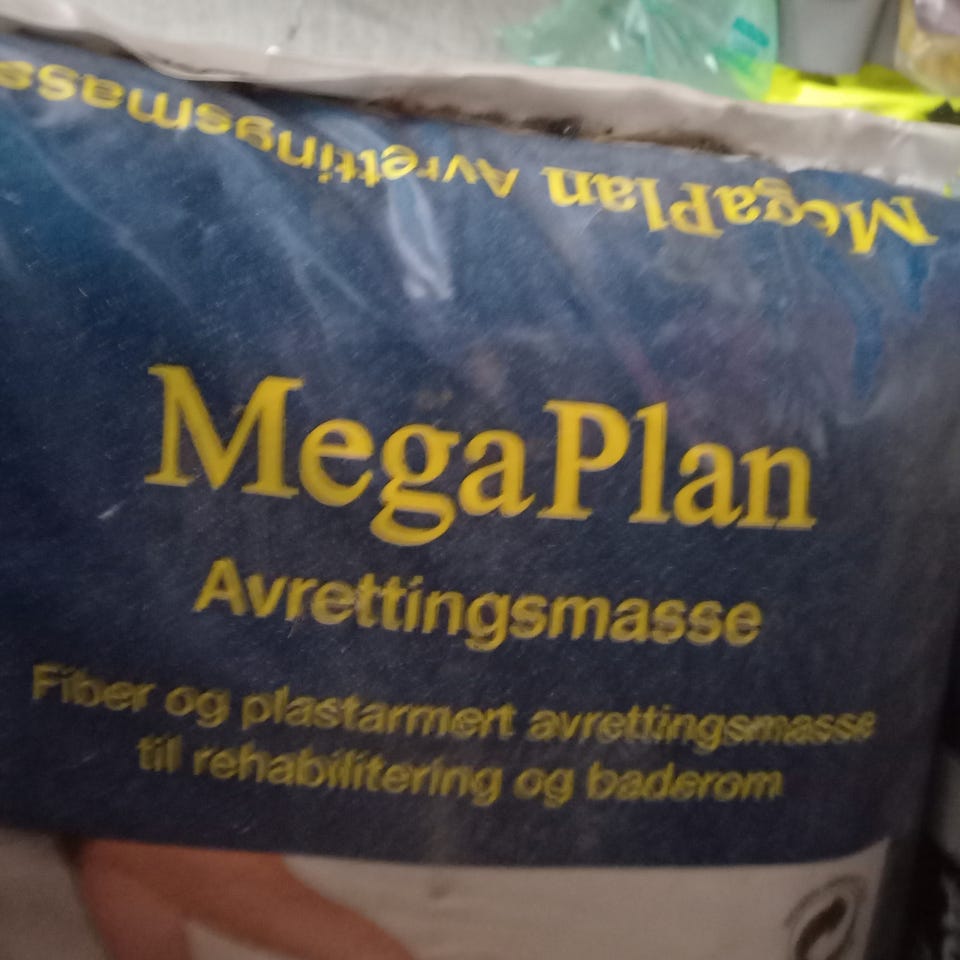 MegaPlan Avrettingsmasse
MegaPlan
Avrettingsmasse
Fiber og plastarmert avrettingsmasse
til rehabilitering og baderom